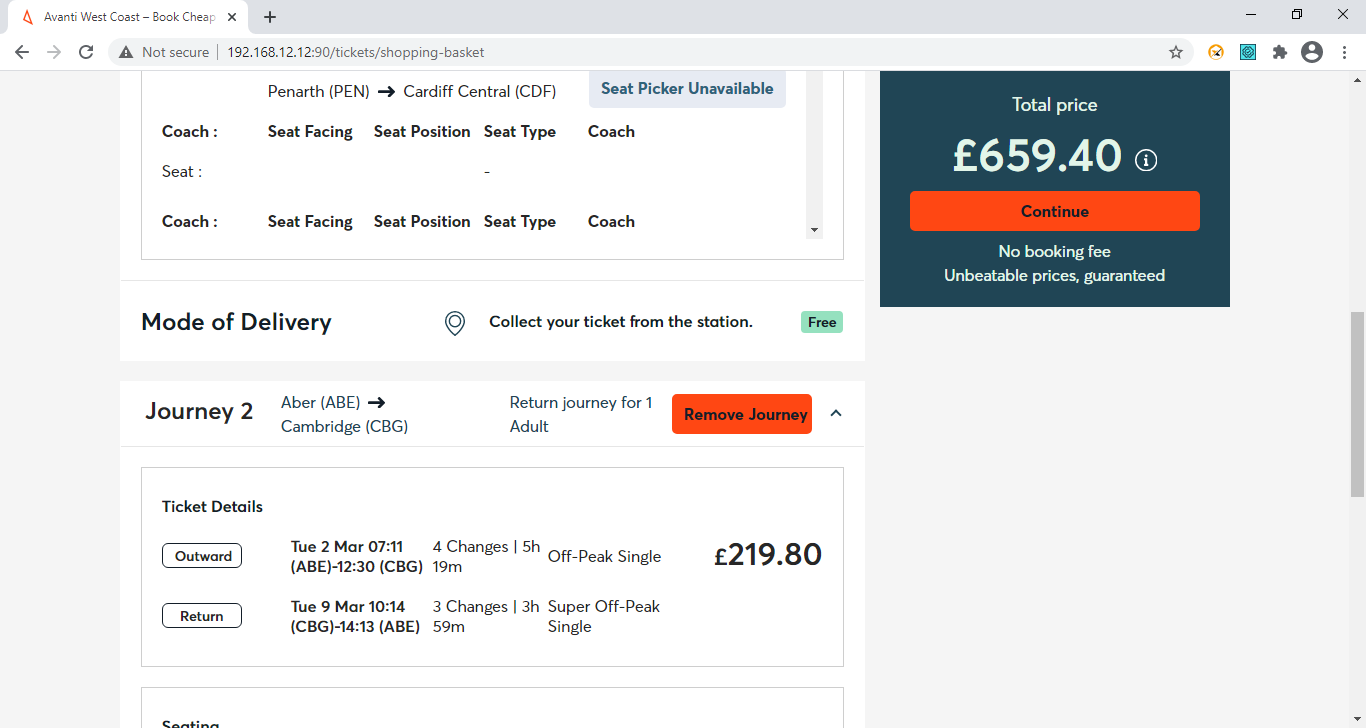 Avanti West Coast – Book Cheap
Not secure
192.168.12.12:90/tickets/shopping-basket
Penarth (PEN) → Cardiff Central (CDF)
Seat Picker Unavailable
Coach : Seat Facing Seat Position Seat Type Coach
Seat : -
Coach : Seat Facing Seat Position Seat Type Coach
Total price
£659.40
Continue
No booking fee
Unbeatable prices, guaranteed
Mode of Delivery
Collect your ticket from the station.
Free
Journey 2
Aber (ABE) →
Cambridge (CBG)
Return journey for 1
Adult
Remove Journey
Ticket Details
Outward
Tue 2 Mar 07:11
(ABE)-12:30 (CBG)
4 Changes | 5h
19m
Off-Peak Single
£219.80
Return
Tue 9 Mar 10:14
(CBG)-14:13 (ABE)
3 Changes | 3h
59m
Super Off-Peak
Single
Seating